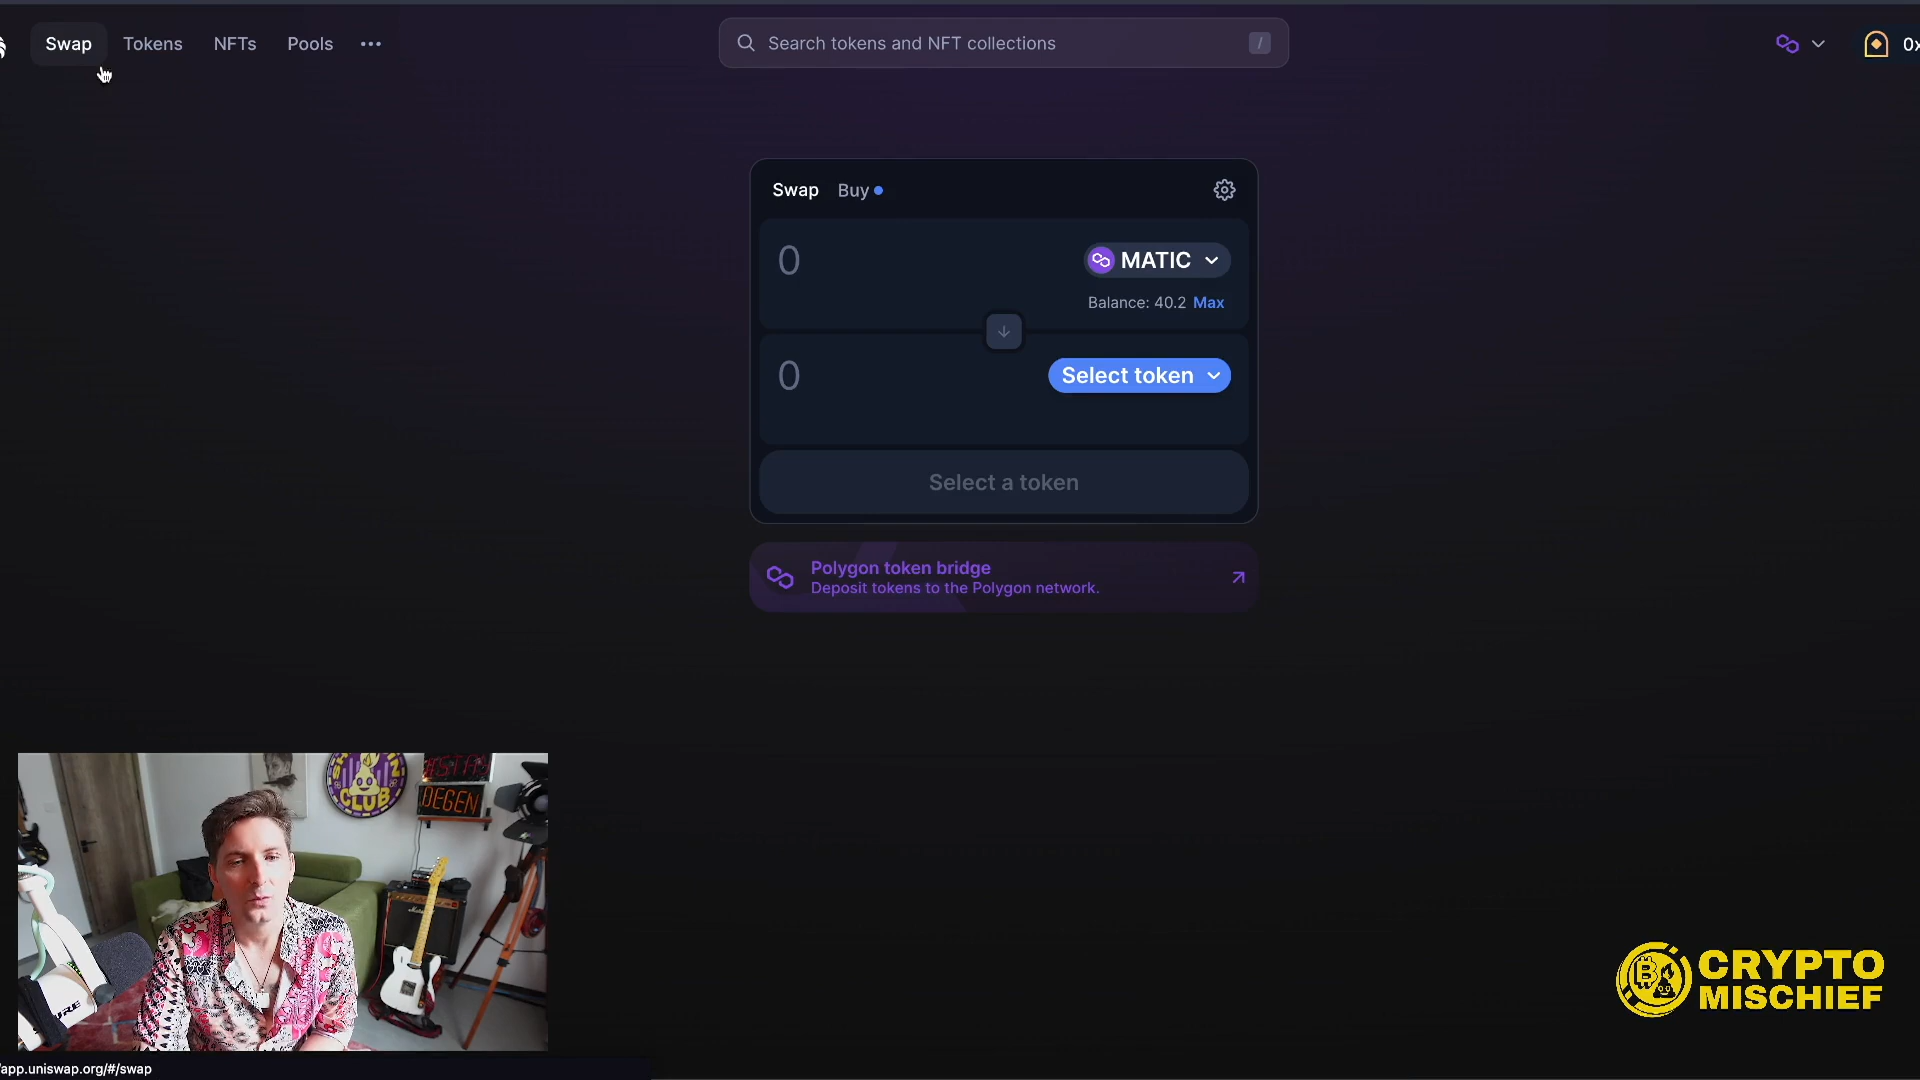 Swap
Tokens
NFTs
Pools
Search tokens and NFT collections
/
0x
Swap
Buy
0
MATIC
Balance: 40.2 Max
0
Select token
Select a token
Polygon token bridge
Deposit tokens to the Polygon network.
#STAY
DEGEN
CLUB
CRYPTO
MISCHIEF
app.uniswap.org/#/swap